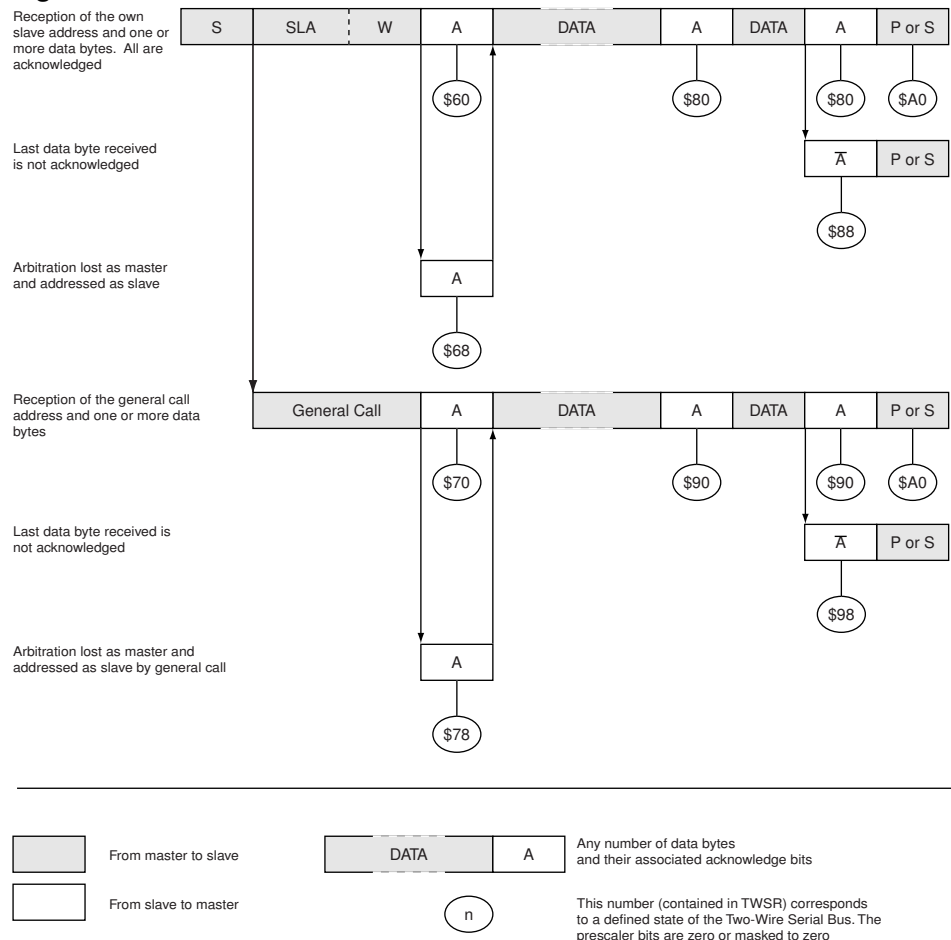 Reception of the own
slave address and one or
more data bytes. All are
acknowledged
S SLA W A DATA A DATA A P or S
$60 $80 $80 $A0
Last data byte received
is not acknowledged
A̅ P or S
$88
Arbitration lost as master
and addressed as slave
A
$68
Reception of the general call
address and one or more data
bytes
General Call A DATA A DATA A P or S
$70 $90 $90 $A0
Last data byte received is
not acknowledged
A̅ P or S
$98
Arbitration lost as master and
addressed as slave by general call
A
$78
From master to slave
DATA A
Any number of data bytes
and their associated acknowledge bits
From slave to master
n
This number (contained in TWSR) corresponds
to a defined state of the Two-Wire Serial Bus. The
prescaler bits are zero or masked to zero